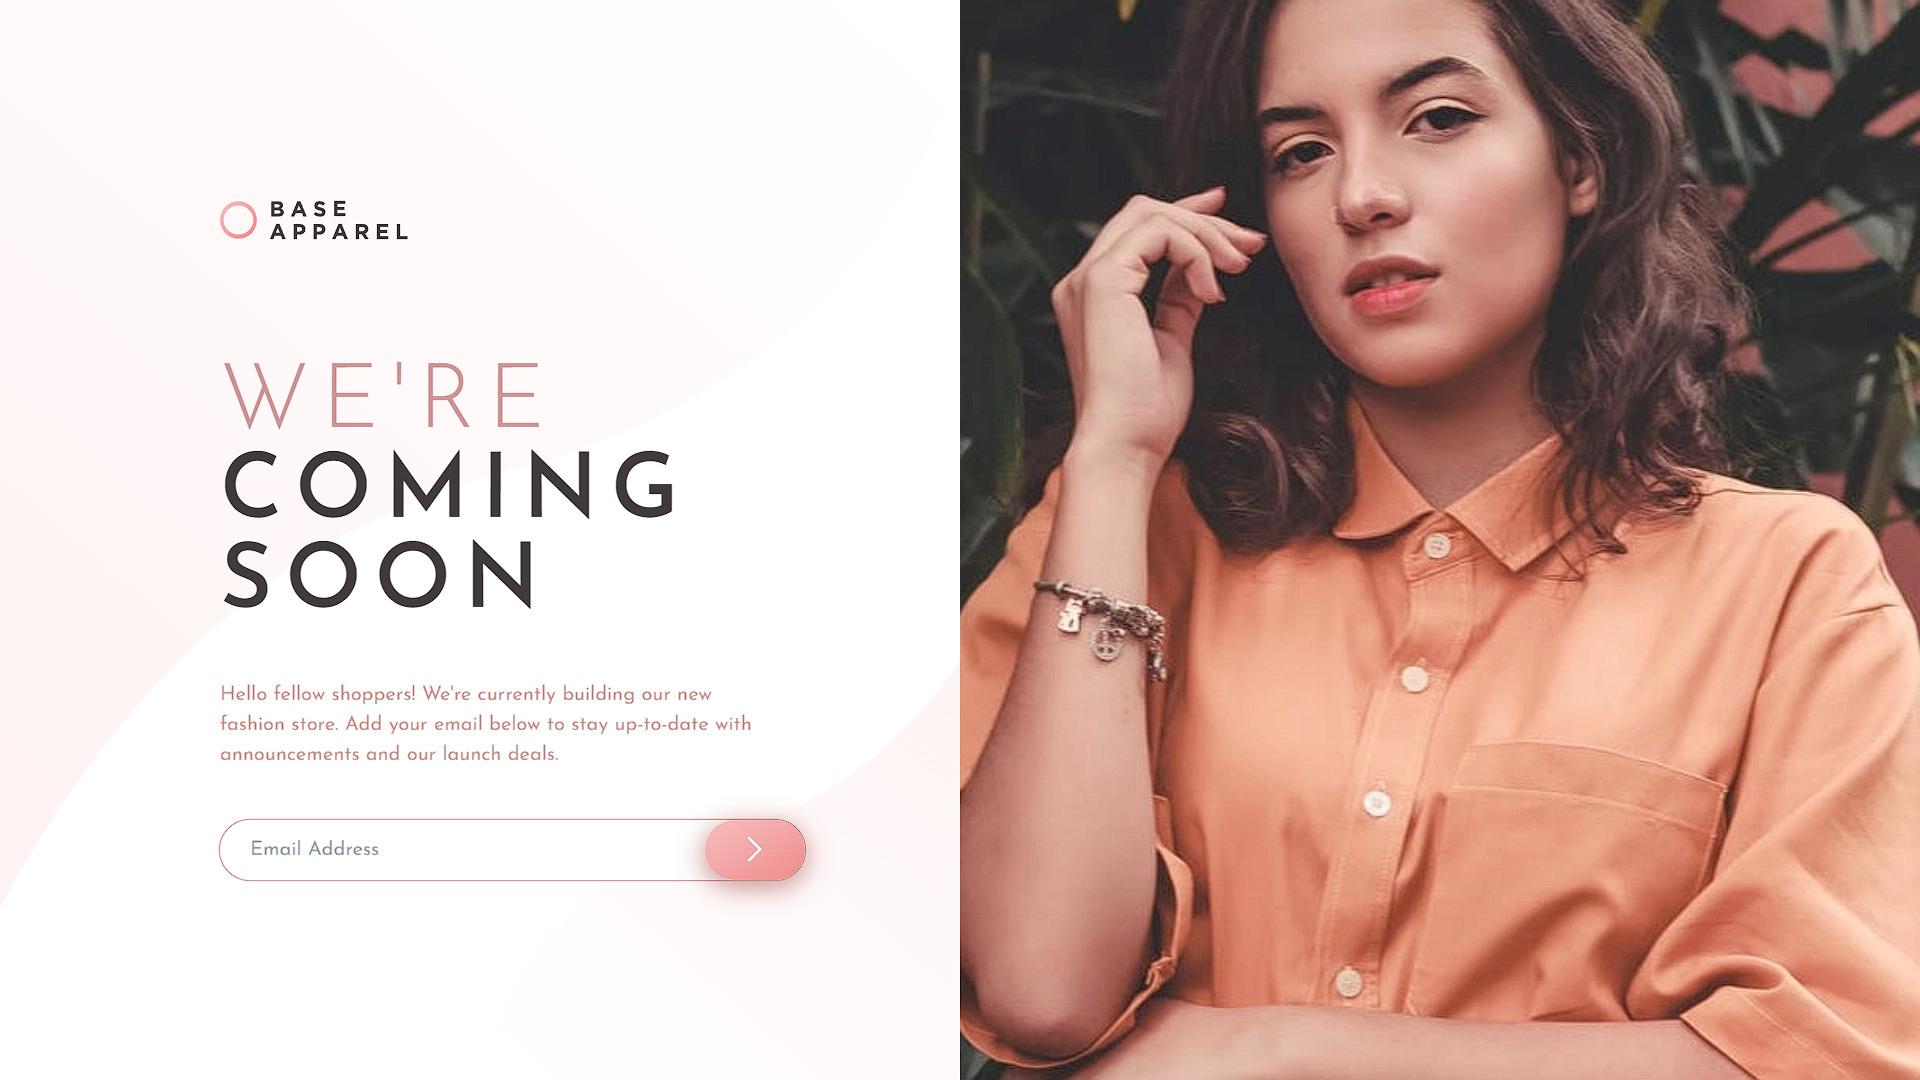 BASE
APPAREL
WE'RE
COMING
SOON
Hello fellow shoppers! We're currently building our new
fashion store. Add your email below to stay up-to-date with
announcements and our launch deals.
Email Address